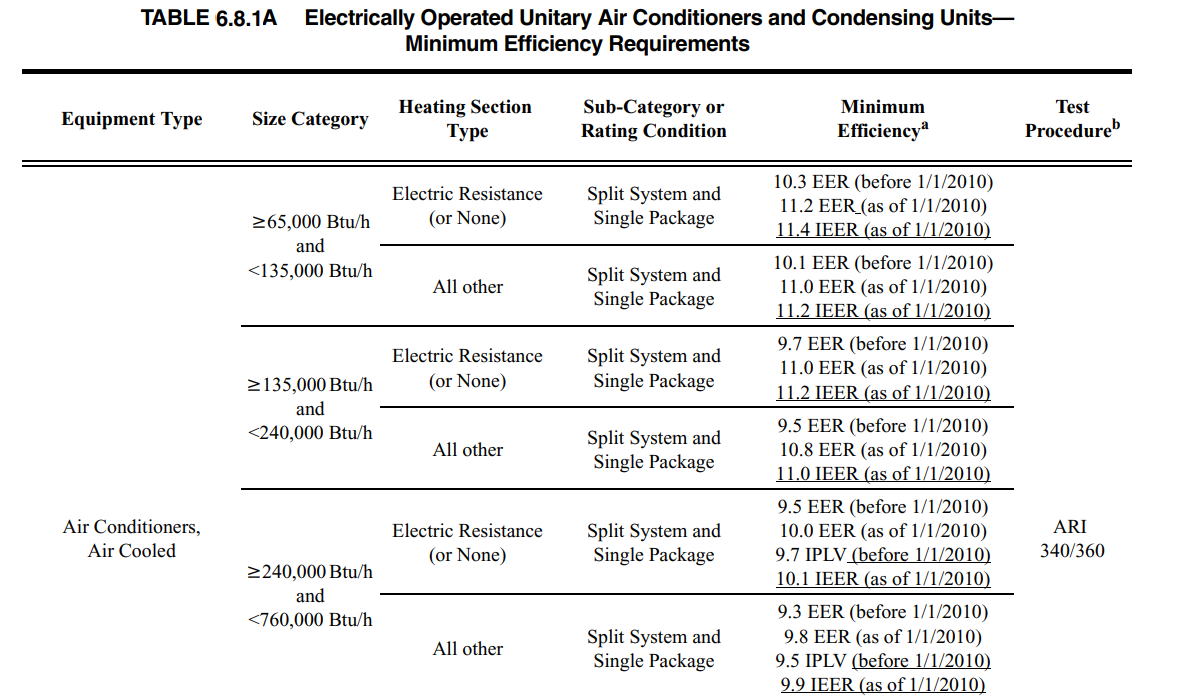 TABLE 6.8.1A Electrically Operated Unitary Air Conditioners and Condensing Units—
Minimum Efficiency Requirements
Equipment Type
Size Category
Heating Section
Type
Sub-Category or
Rating Condition
Minimum
Efficiencyª
Test
Procedureᵇ
Air Conditioners,
Air Cooled
≥65,000 Btu/h
and
<135,000 Btu/h
Electric Resistance
(or None)
Split System and
Single Package
10.3 EER (before 1/1/2010)
11.2 EER (as of 1/1/2010)
11.4 IEER (as of 1/1/2010)
All other
Split System and
Single Package
10.1 EER (before 1/1/2010)
11.0 EER (as of 1/1/2010)
11.2 IEER (as of 1/1/2010)
≥135,000 Btu/h
and
<240,000 Btu/h
Electric Resistance
(or None)
Split System and
Single Package
9.7 EER (before 1/1/2010)
11.0 EER (as of 1/1/2010)
11.2 IEER (as of 1/1/2010)
All other
Split System and
Single Package
9.5 EER (before 1/1/2010)
10.8 EER (as of 1/1/2010)
11.0 IEER (as of 1/1/2010)
≥240,000 Btu/h
and
<760,000 Btu/h
Electric Resistance
(or None)
Split System and
Single Package
9.5 EER (before 1/1/2010)
10.0 EER (as of 1/1/2010)
9.7 IPLV (before 1/1/2010)
10.1 IEER (as of 1/1/2010)
All other
Split System and
Single Package
9.3 EER (before 1/1/2010)
9.8 EER (as of 1/1/2010)
9.5 IPLV (before 1/1/2010)
9.9 IEER (as of 1/1/2010)
ARI
340/360